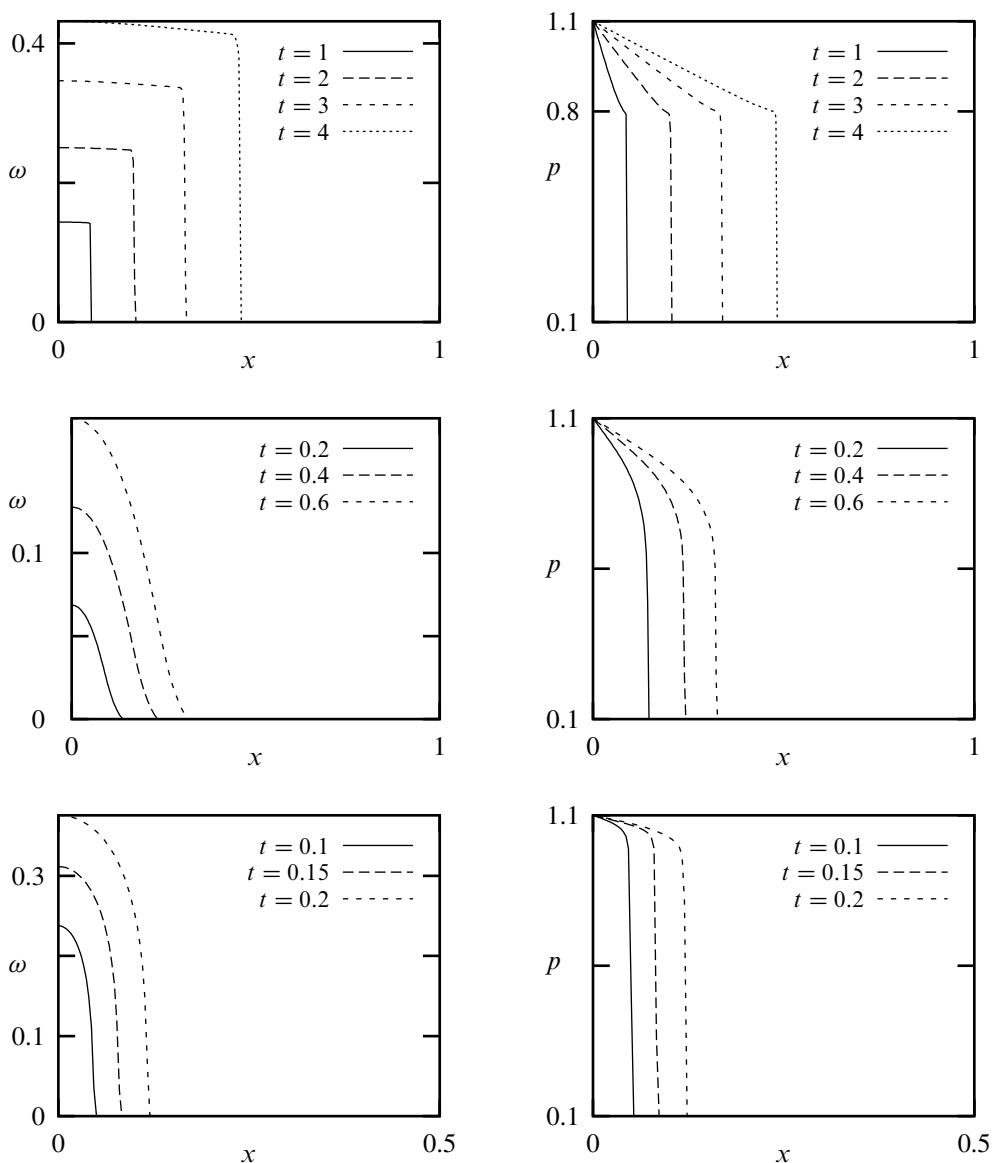 0.4
ω
0
0
x
1
t = 1
t = 2
t = 3
t = 4
1.1
0.8
p
0.1
0
x
1
t = 1
t = 2
t = 3
t = 4
ω
0.1
0
0
x
1
t = 0.2
t = 0.4
t = 0.6
1.1
p
0.1
0
x
1
t = 0.2
t = 0.4
t = 0.6
0.3
ω
0.1
0
0
x
0.5
t = 0.1
t = 0.15
t = 0.2
1.1
p
0.1
0
x
0.5
t = 0.1
t = 0.15
t = 0.2